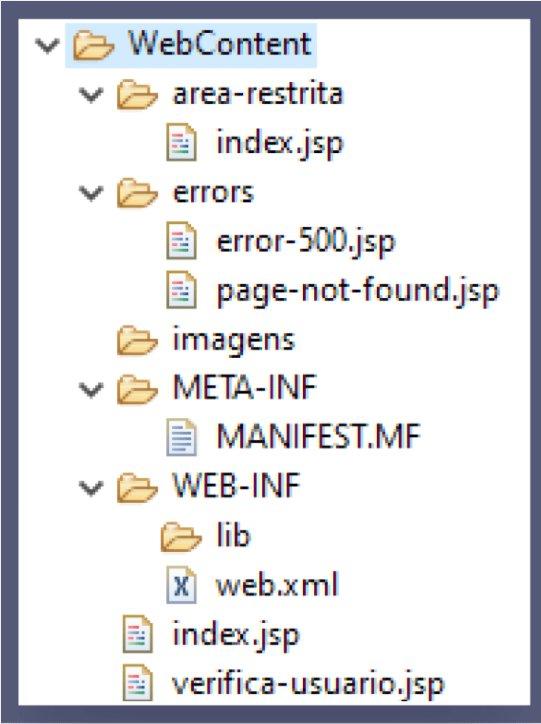 WebContent
area-restrita
index.jsp
errors
error-500.jsp
page-not-found.jsp
imagens
META-INF
MANIFEST.MF
WEB-INF
lib
web.xml
index.jsp
verifica-usuario.jsp